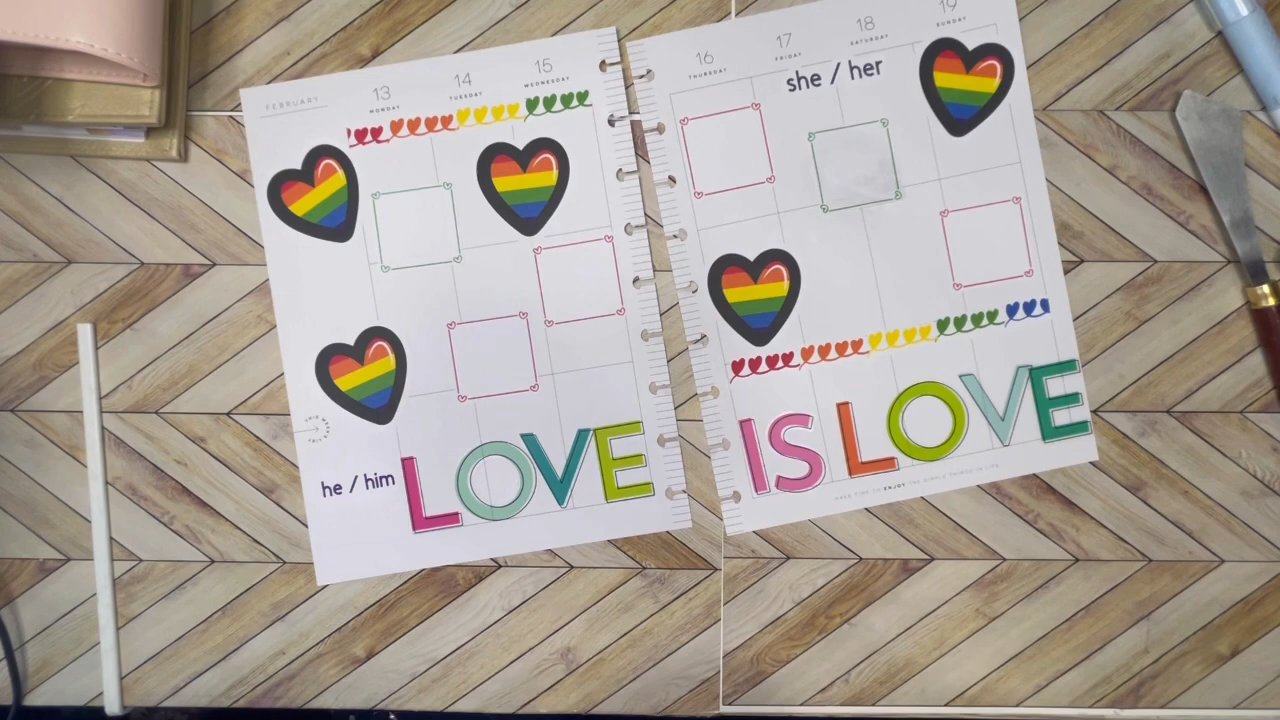 FEBRUARY
13
MONDAY
14
TUESDAY
15
WEDNESDAY
he / him
LOVE
16
THURSDAY
17
FRIDAY
18
SATURDAY
19
SUNDAY
she / her
IS LOVE
MAKE TIME TO ENJOY THE SIMPLE THINGS IN LIFE